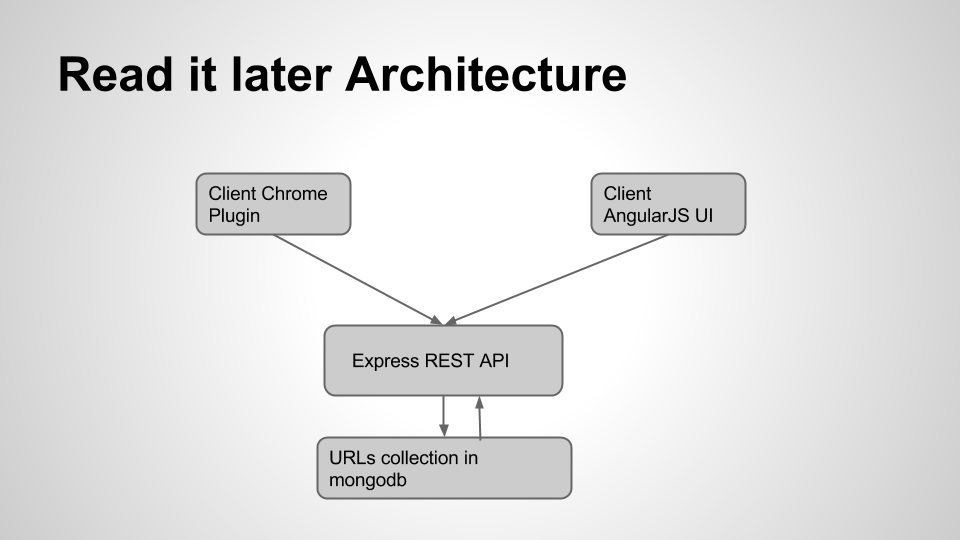 Read it later Architecture
Client Chrome
Plugin
Client
AngularJS UI
Express REST API
URLs collection in
mongodb